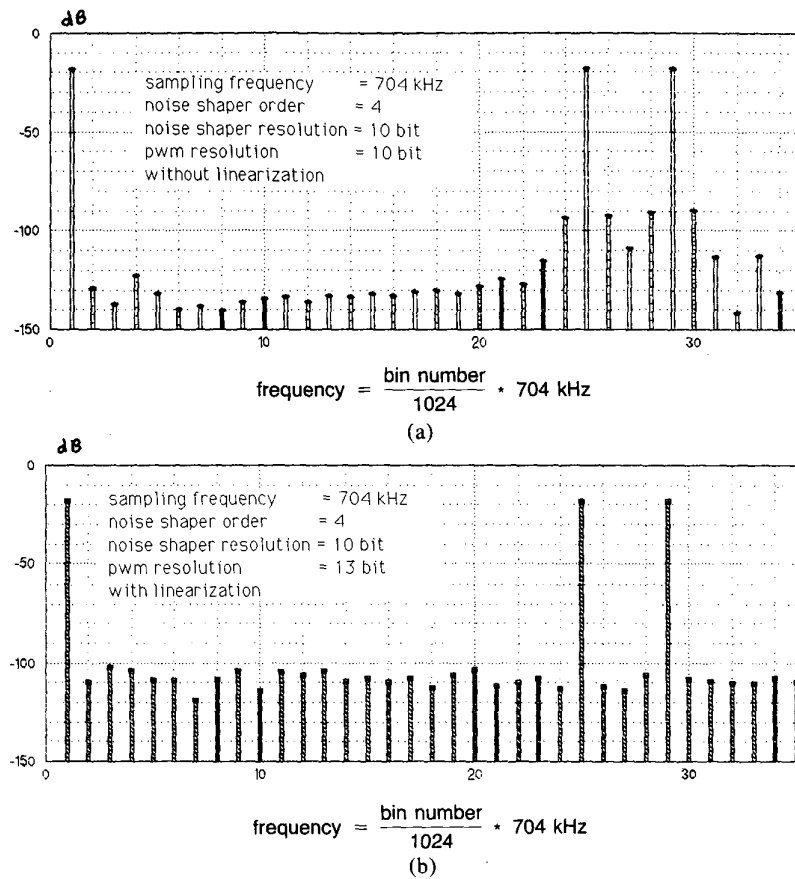 dB
0
sampling frequency = 704 kHz
noise shaper order = 4
noise shaper resolution = 10 bit
pwm resolution = 10 bit
without linearization
-50
-100
-150
0 10 20 30
frequency = bin number / 1024 * 704 kHz
(a)
dB
0
sampling frequency = 704 kHz
noise shaper order = 4
noise shaper resolution = 10 bit
pwm resolution = 13 bit
with linearization
-50
-100
-150
0 10 20 30
frequency = bin number / 1024 * 704 kHz
(b)